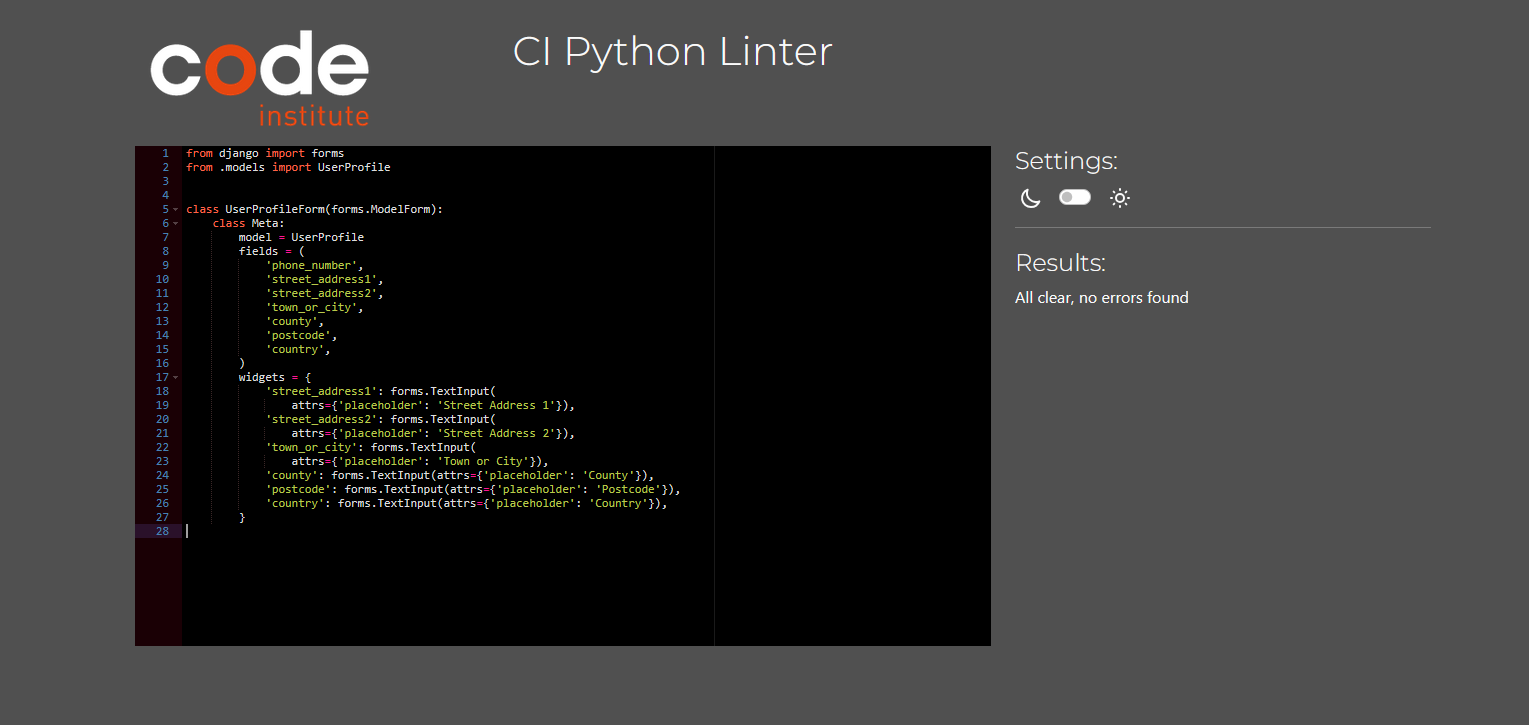 code
institute
CI Python Linter
1 from django import forms
2 from .models import UserProfile
3
4
5 class UserProfileForm(forms.ModelForm):
6     class Meta:
7         model = UserProfile
8         fields = (
9             'phone_number',
10             'street_address1',
11             'street_address2',
12             'town_or_city',
13             'county',
14             'postcode',
15             'country',
16         )
17         widgets = {
18             'street_address1': forms.TextInput(
19                 attrs={'placeholder': 'Street Address 1'}),
20             'street_address2': forms.TextInput(
21                 attrs={'placeholder': 'Street Address 2'}),
22             'town_or_city': forms.TextInput(
23                 attrs={'placeholder': 'Town or City'}),
24             'county': forms.TextInput(attrs={'placeholder': 'County'}),
25             'postcode': forms.TextInput(attrs={'placeholder': 'Postcode'}),
26             'country': forms.TextInput(attrs={'placeholder': 'Country'}),
27         }
28
Settings:
Results:
All clear, no errors found